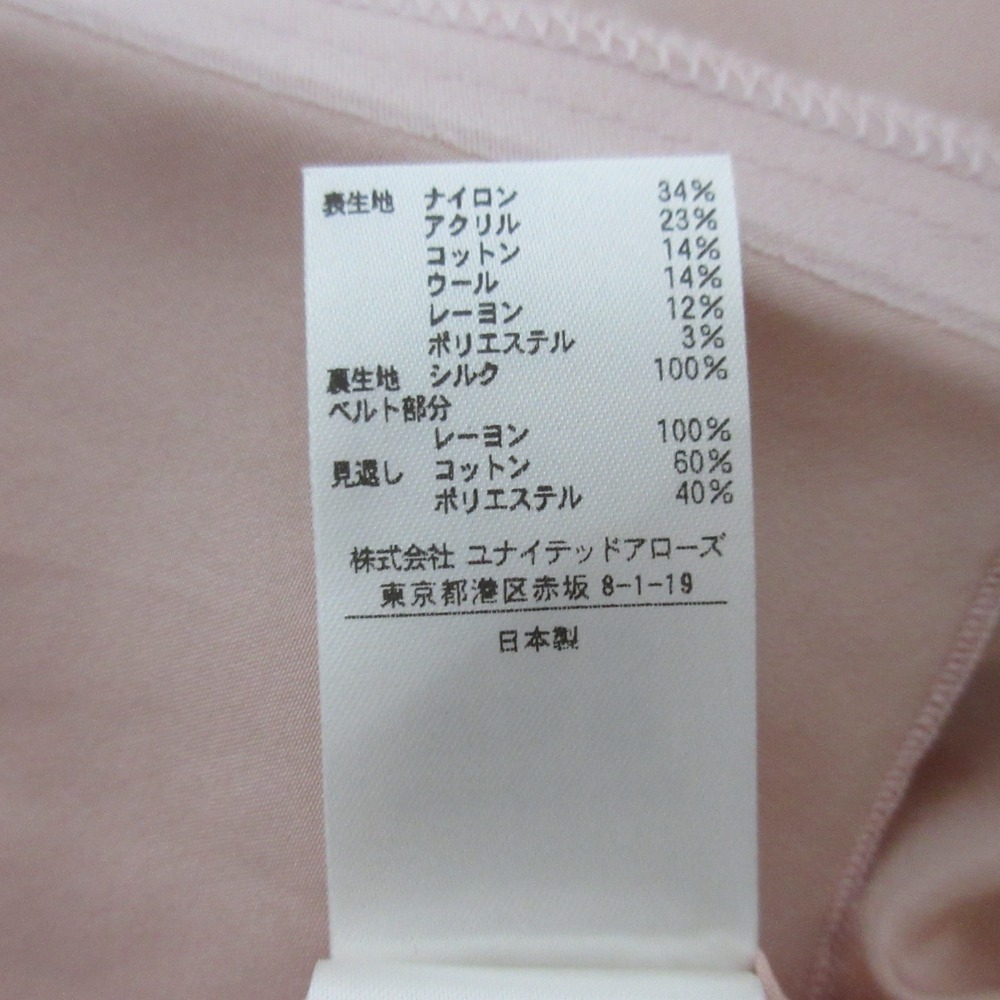 表生地 ナイロン 34%
アクリル 23%
コットン 14%
ウール 14%
レーヨン 12%
ポリエステル 3%
裏生地 シルク 100%
ベルト部分
レーヨン 100%
見返し コットン 60%
ポリエステル 40%
株式会社 ユナイテッドアローズ
東京都港区赤坂 8-1-19
日本製